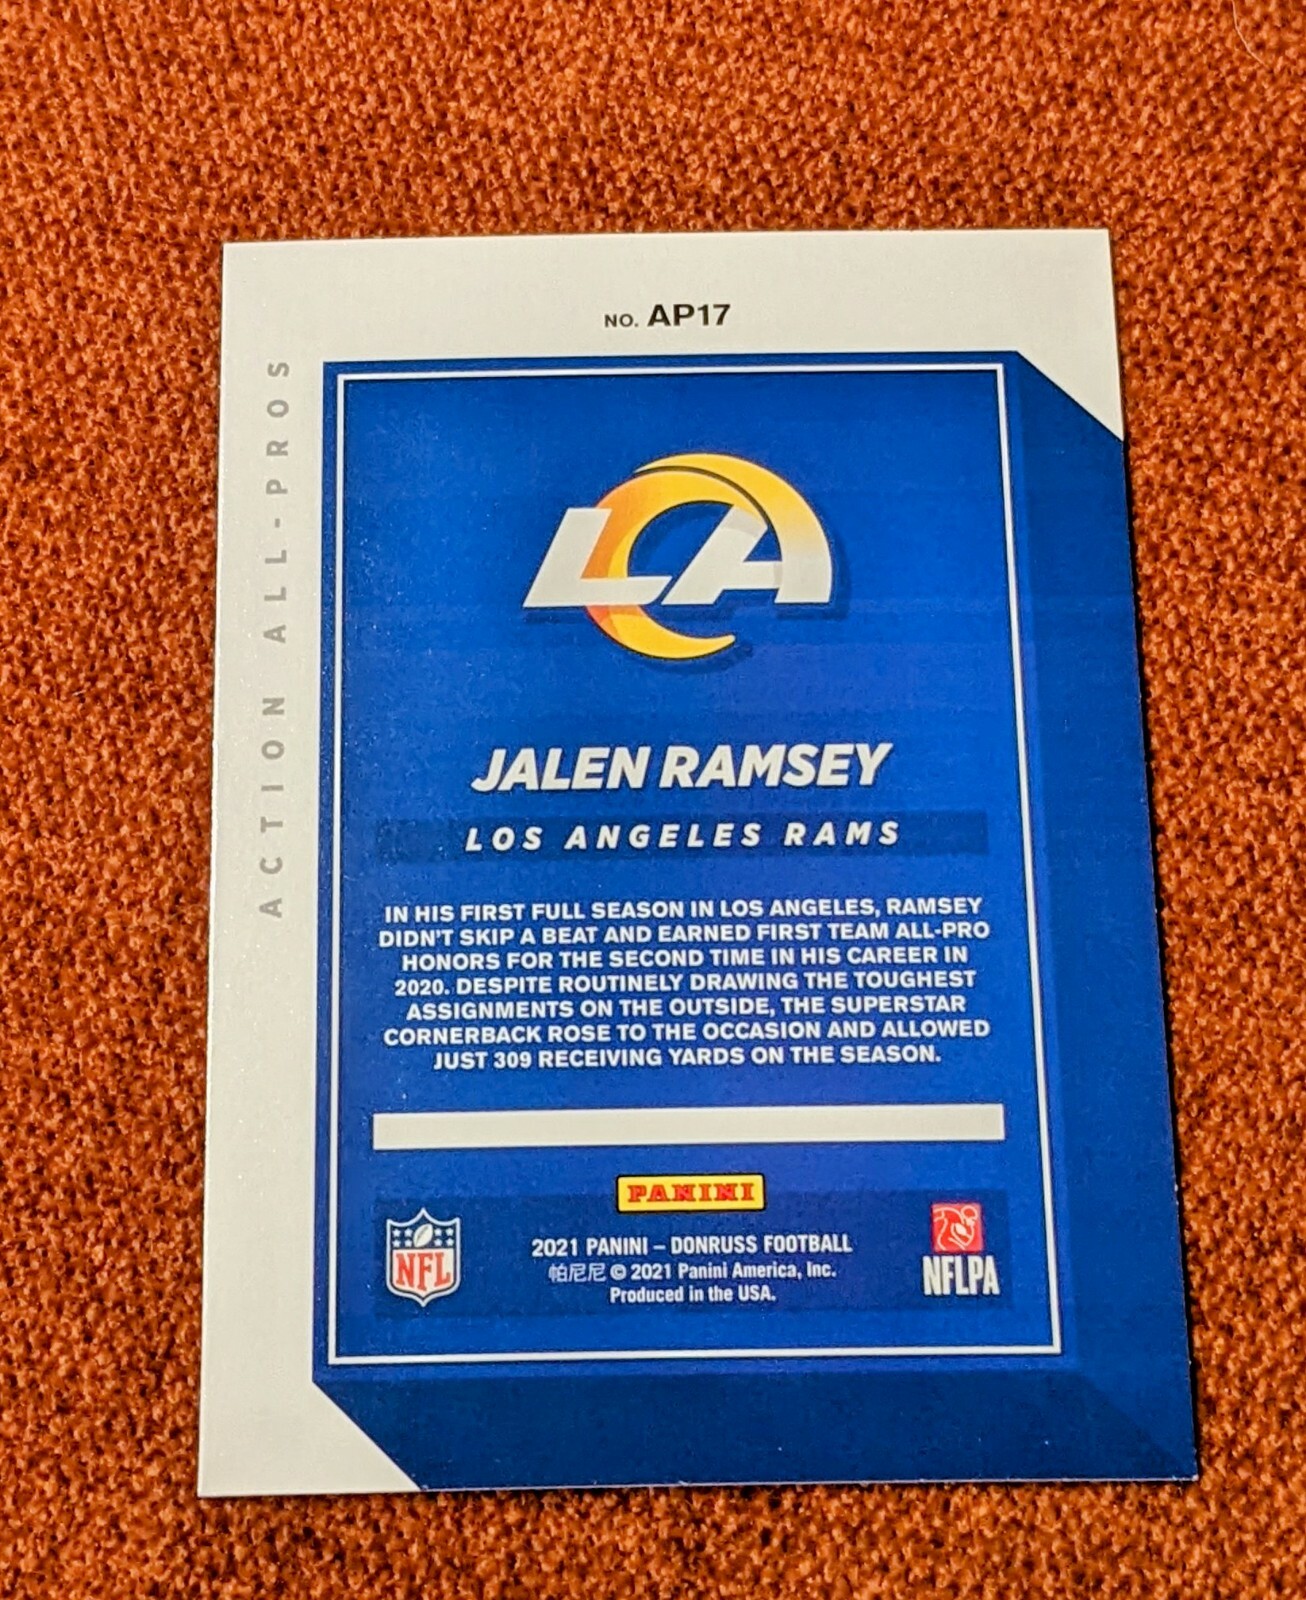 NO. AP17
ACTION ALL-PROS
LA
JALEN RAMSEY
LOS ANGELES RAMS
IN HIS FIRST FULL SEASON IN LOS ANGELES, RAMSEY
DIDN'T SKIP A BEAT AND EARNED FIRST TEAM ALL-PRO
HONORS FOR THE SECOND TIME IN HIS CAREER IN
2020. DESPITE ROUTINELY DRAWING THE TOUGHEST
ASSIGNMENTS ON THE OUTSIDE, THE SUPERSTAR
CORNERBACK ROSE TO THE OCCASION AND ALLOWED
JUST 309 RECEIVING YARDS ON THE SEASON.
PANINI
NFL
2021 PANINI – DONRUSS FOOTBALL
帕尼尼 © 2021 Panini America, Inc.
Produced in the USA.
NFLPA